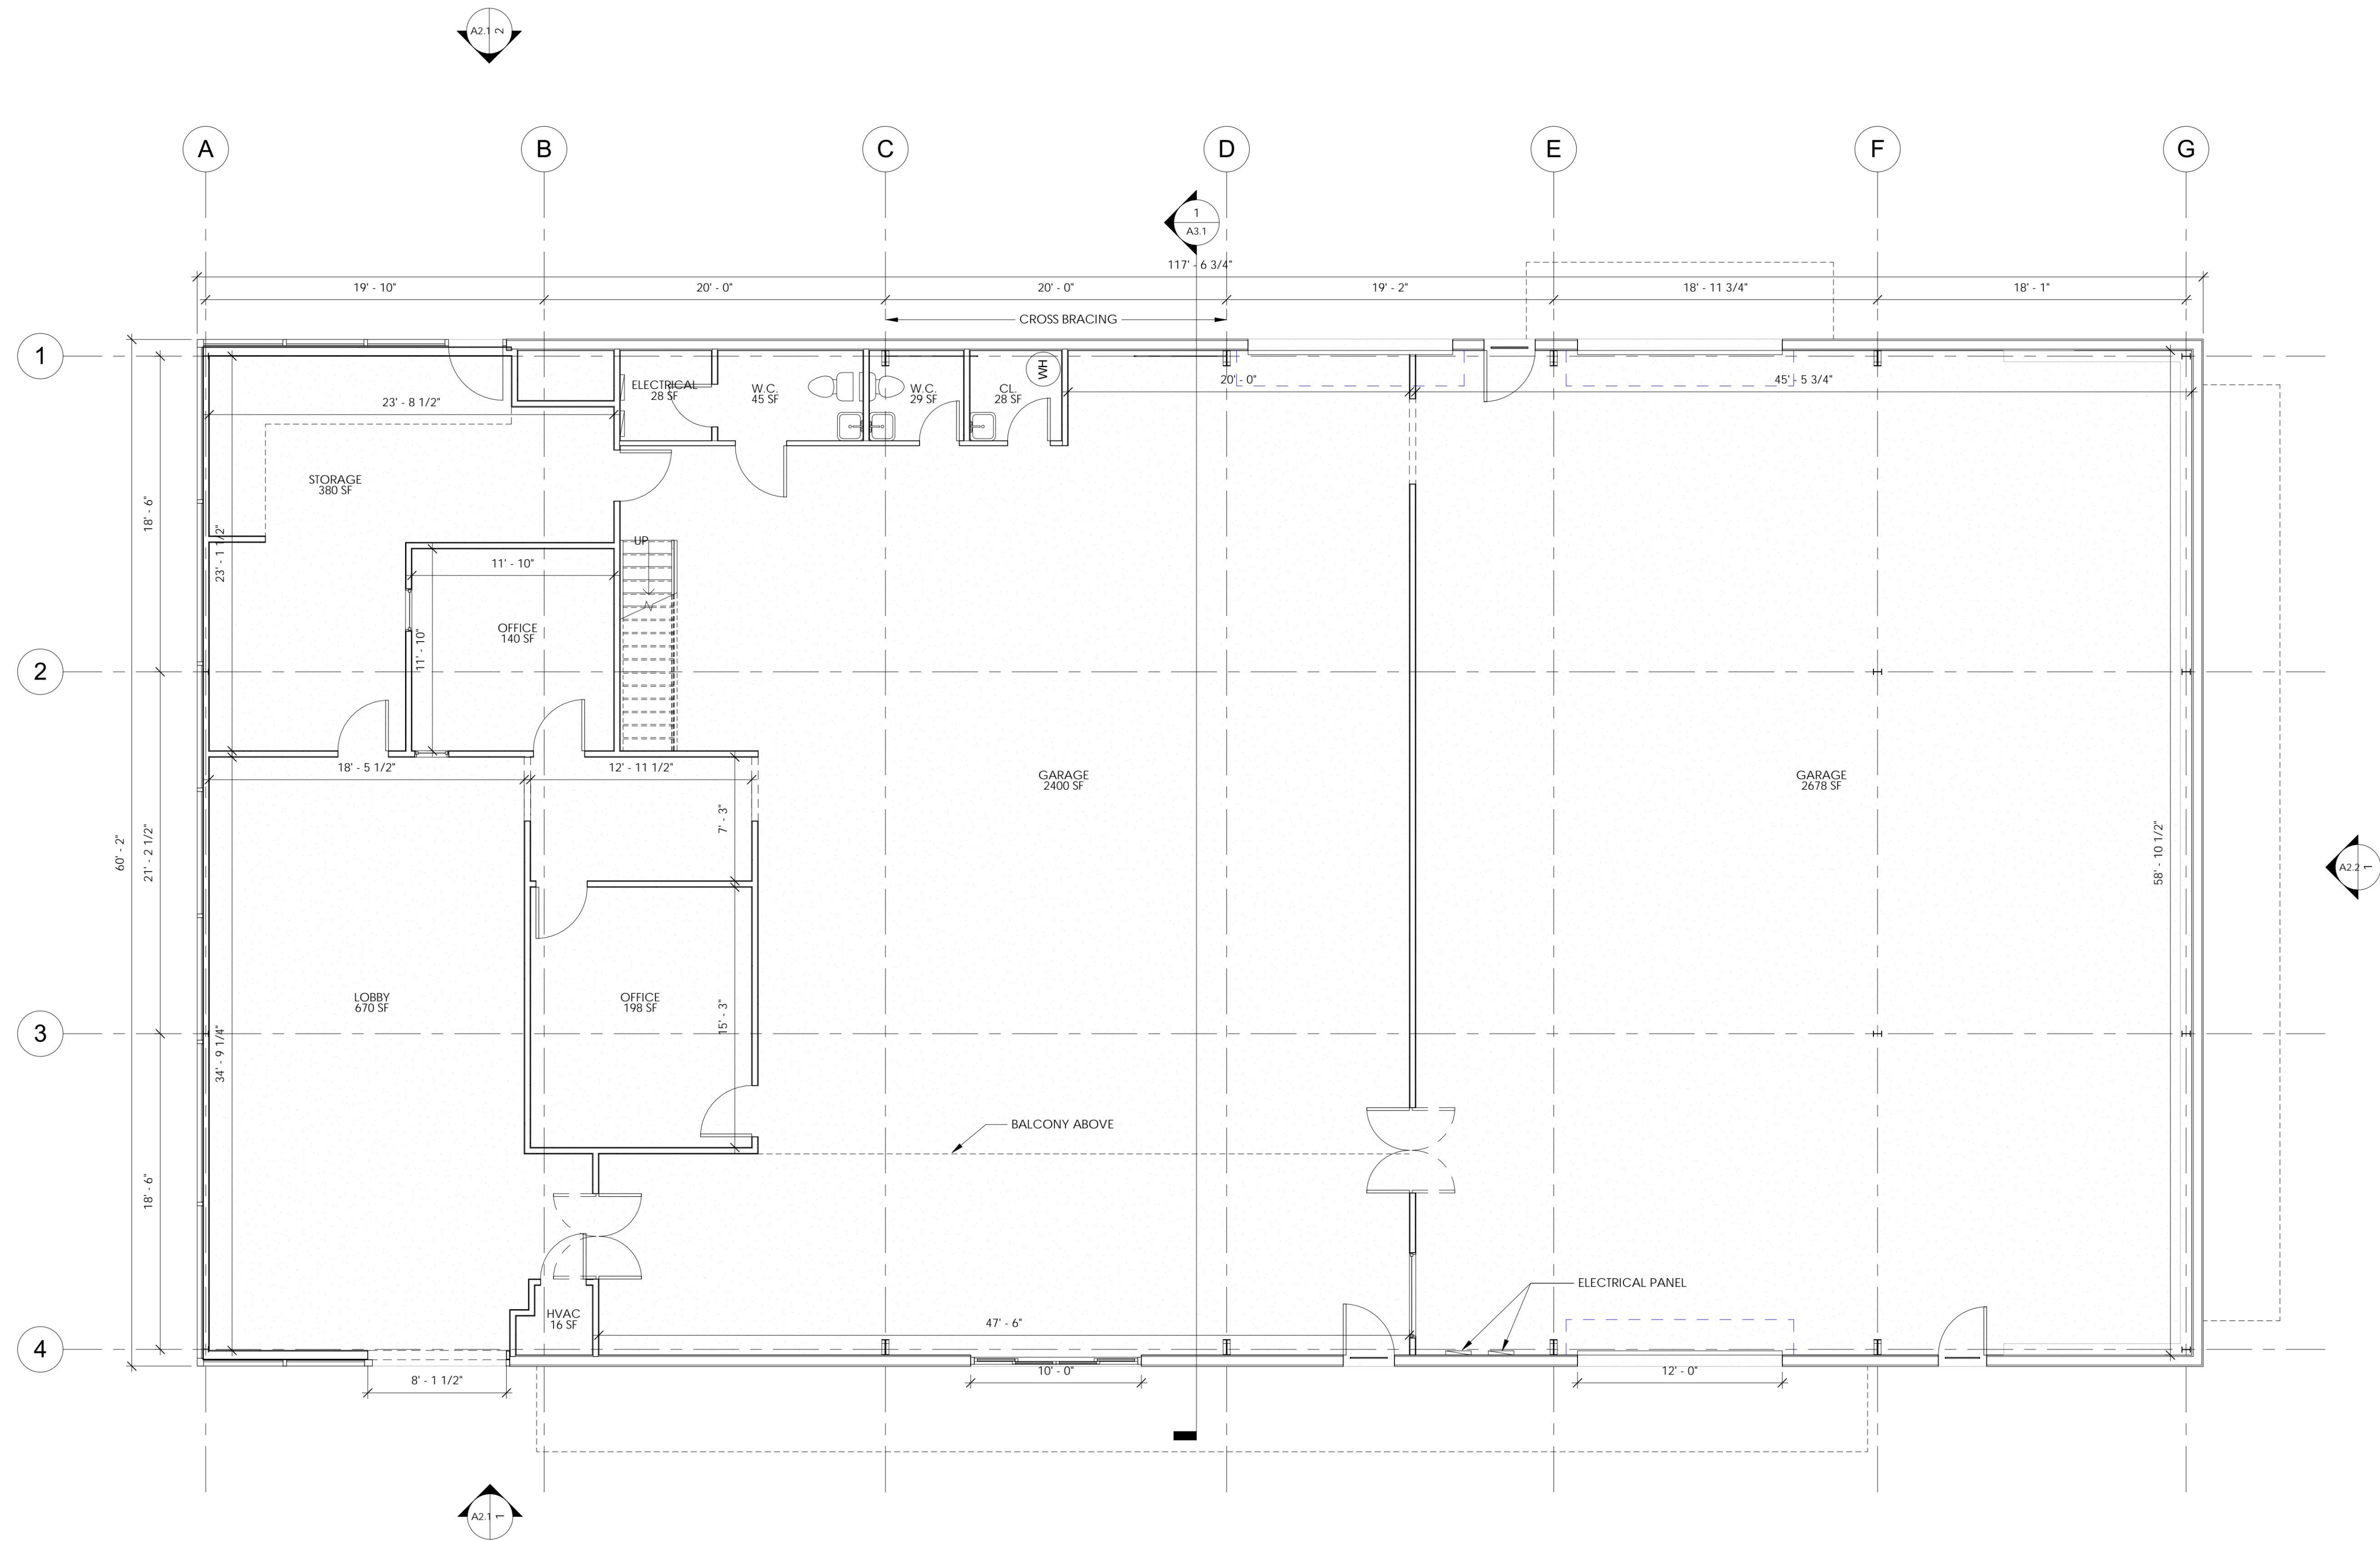 A2.1 2
A B C D E F G
1
A3.1
117' - 6 3/4"
19' - 10" 20' - 0" 20' - 0" 19' - 2" 18' - 11 3/4" 18' - 1"
CROSS BRACING
1
ELECTRICAL
28 SF
W.C.
45 SF
W.C.
29 SF
CL.
28 SF
WH
20' - 0"
45' - 5 3/4"
23' - 8 1/2"
STORAGE
380 SF
18' - 6"
23' - 1 1/2"
UP
11' - 10"
OFFICE
140 SF
11' - 10"
2
18' - 5 1/2"
12' - 11 1/2"
GARAGE
2400 SF
GARAGE
2678 SF
7' - 3"
60' - 2"
21' - 2 1/2"
58' - 10 1/2"
A2.2 1
LOBBY
670 SF
OFFICE
198 SF
15' - 3"
3
34' - 9 1/4"
BALCONY ABOVE
18' - 6"
ELECTRICAL PANEL
HVAC
16 SF
47' - 6"
4
8' - 1 1/2"
10' - 0"
12' - 0"
A2.1 1